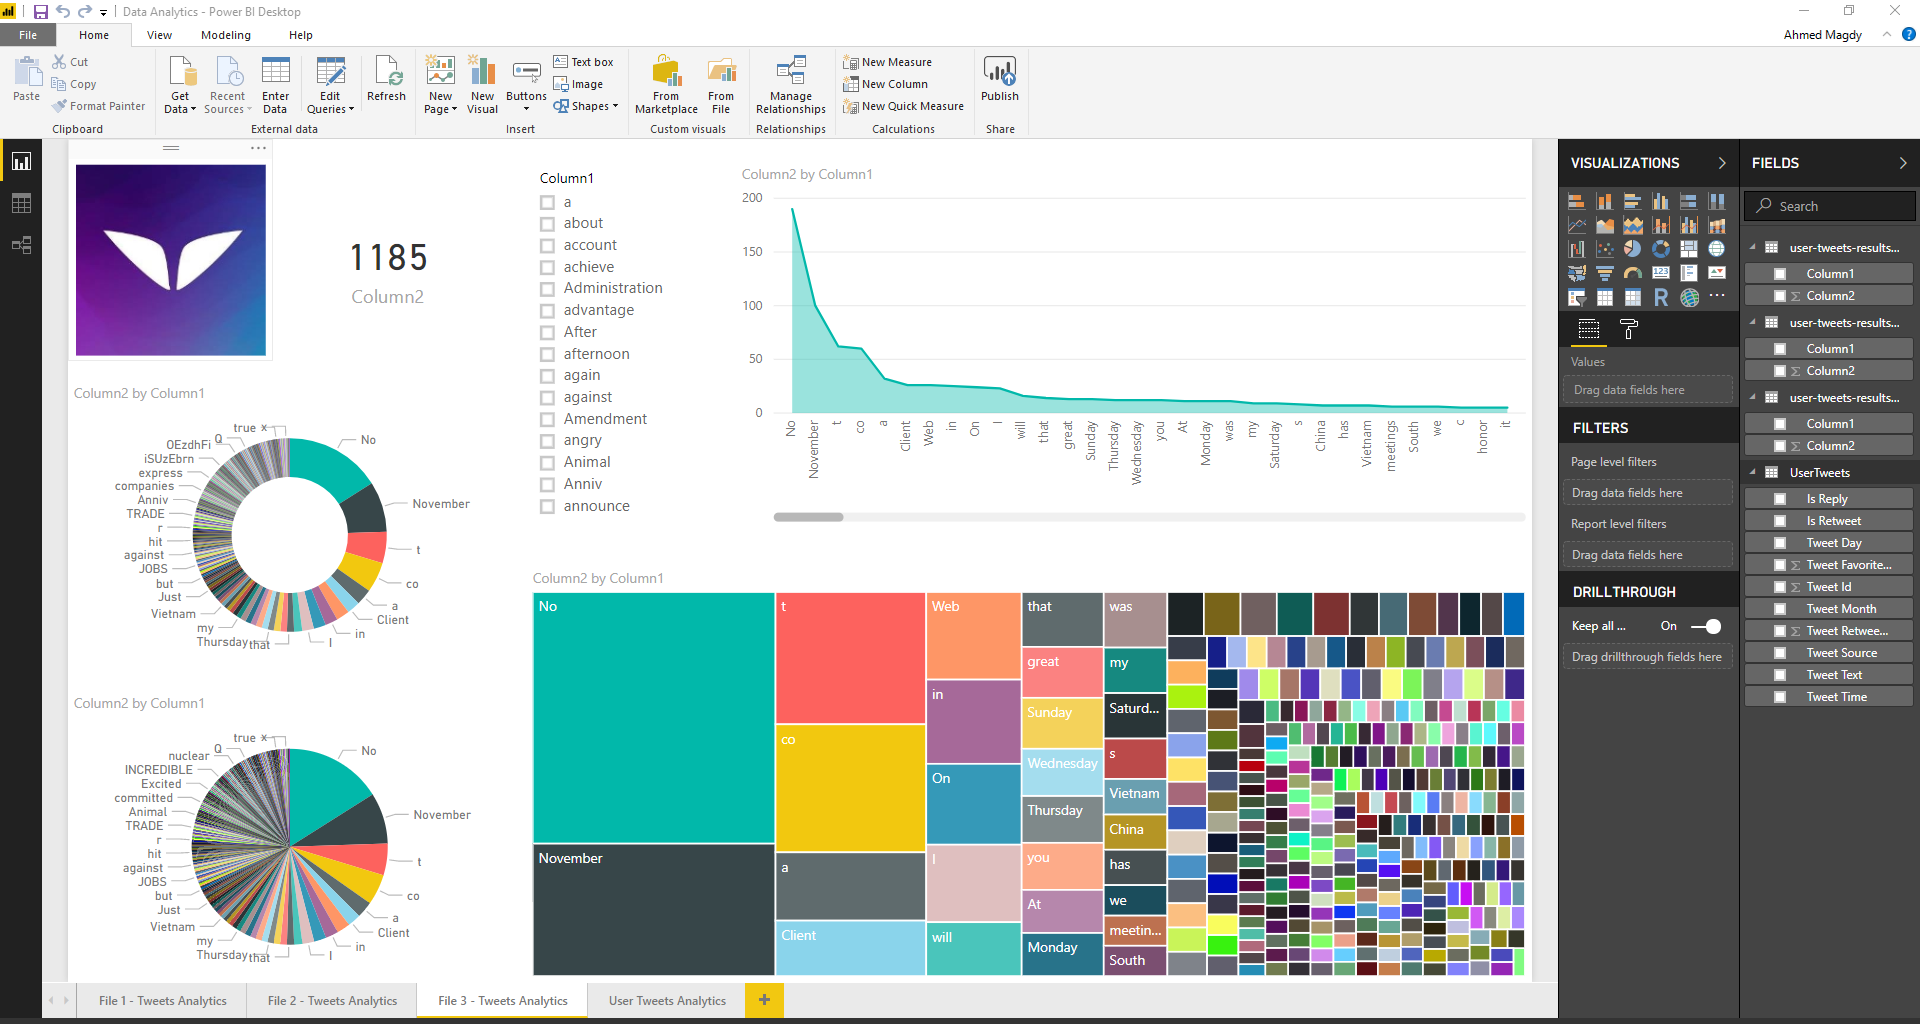 Data Analytics - Power BI Desktop
File
Home
View
Modeling
Help
Ahmed Magdy
?
Paste
Cut
Copy
Format Painter
Clipboard
Get Data
Recent Sources
Enter Data
Edit Queries
Refresh
External data
New Page
New Visual
Buttons
Text box
Image
Shapes
Insert
From Marketplace
From File
Custom visuals
Manage Relationships
Relationships
New Measure
New Column
New Quick Measure
Calculations
Publish
Share
1185
Column2
Column1
a
about
account
achieve
Administration
advantage
After
afternoon
again
against
Amendment
angry
Animal
Anniv
announce
Column2 by Column1
200
150
100
50
0
No
November
t
co
a
Client
Web
in
On
I
will
that
great
Sunday
Thursday
Wednesday
you
At
Monday
was
my
Saturday
s
China
has
Vietnam
meetings
South
we
c
honor
it
Column2 by Column1
true
x
Q
OEzdhFi
iSUzEbrn
express
companies
Anniv
TRADE
r
hit
against
JOBS
but
Just
Vietnam
my
Thursday
that
I
in
Client
a
co
t
November
No
Column2 by Column1
true
x
Q
nuclear
INCREDIBLE
Excited
committed
Animal
TRADE
r
hit
against
JOBS
but
Just
Vietnam
my
Thursday
that
I
in
Client
a
co
t
November
No
Column2 by Column1
No
November
t
co
a
Client
Web
in
On
I
will
that
great
Sunday
Wednesday
Thursday
you
At
Monday
was
my
Saturd...
s
Vietnam
China
has
we
meetin...
South
VISUALIZATIONS
123
R
Values
Drag data fields here
FILTERS
Page level filters
Drag data fields here
Report level filters
Drag data fields here
DRILLTHROUGH
Keep all ...
On
Drag drillthrough fields here
FIELDS
Search
user-tweets-results...
Column1
Σ Column2
user-tweets-results...
Column1
Σ Column2
user-tweets-results...
Column1
Σ Column2
UserTweets
Is Reply
Is Retweet
Tweet Day
Σ Tweet Favorite...
Σ Tweet Id
Tweet Month
Σ Tweet Retwee...
Tweet Source
Tweet Text
Tweet Time
File 1 - Tweets Analytics
File 2 - Tweets Analytics
File 3 - Tweets Analytics
User Tweets Analytics
+